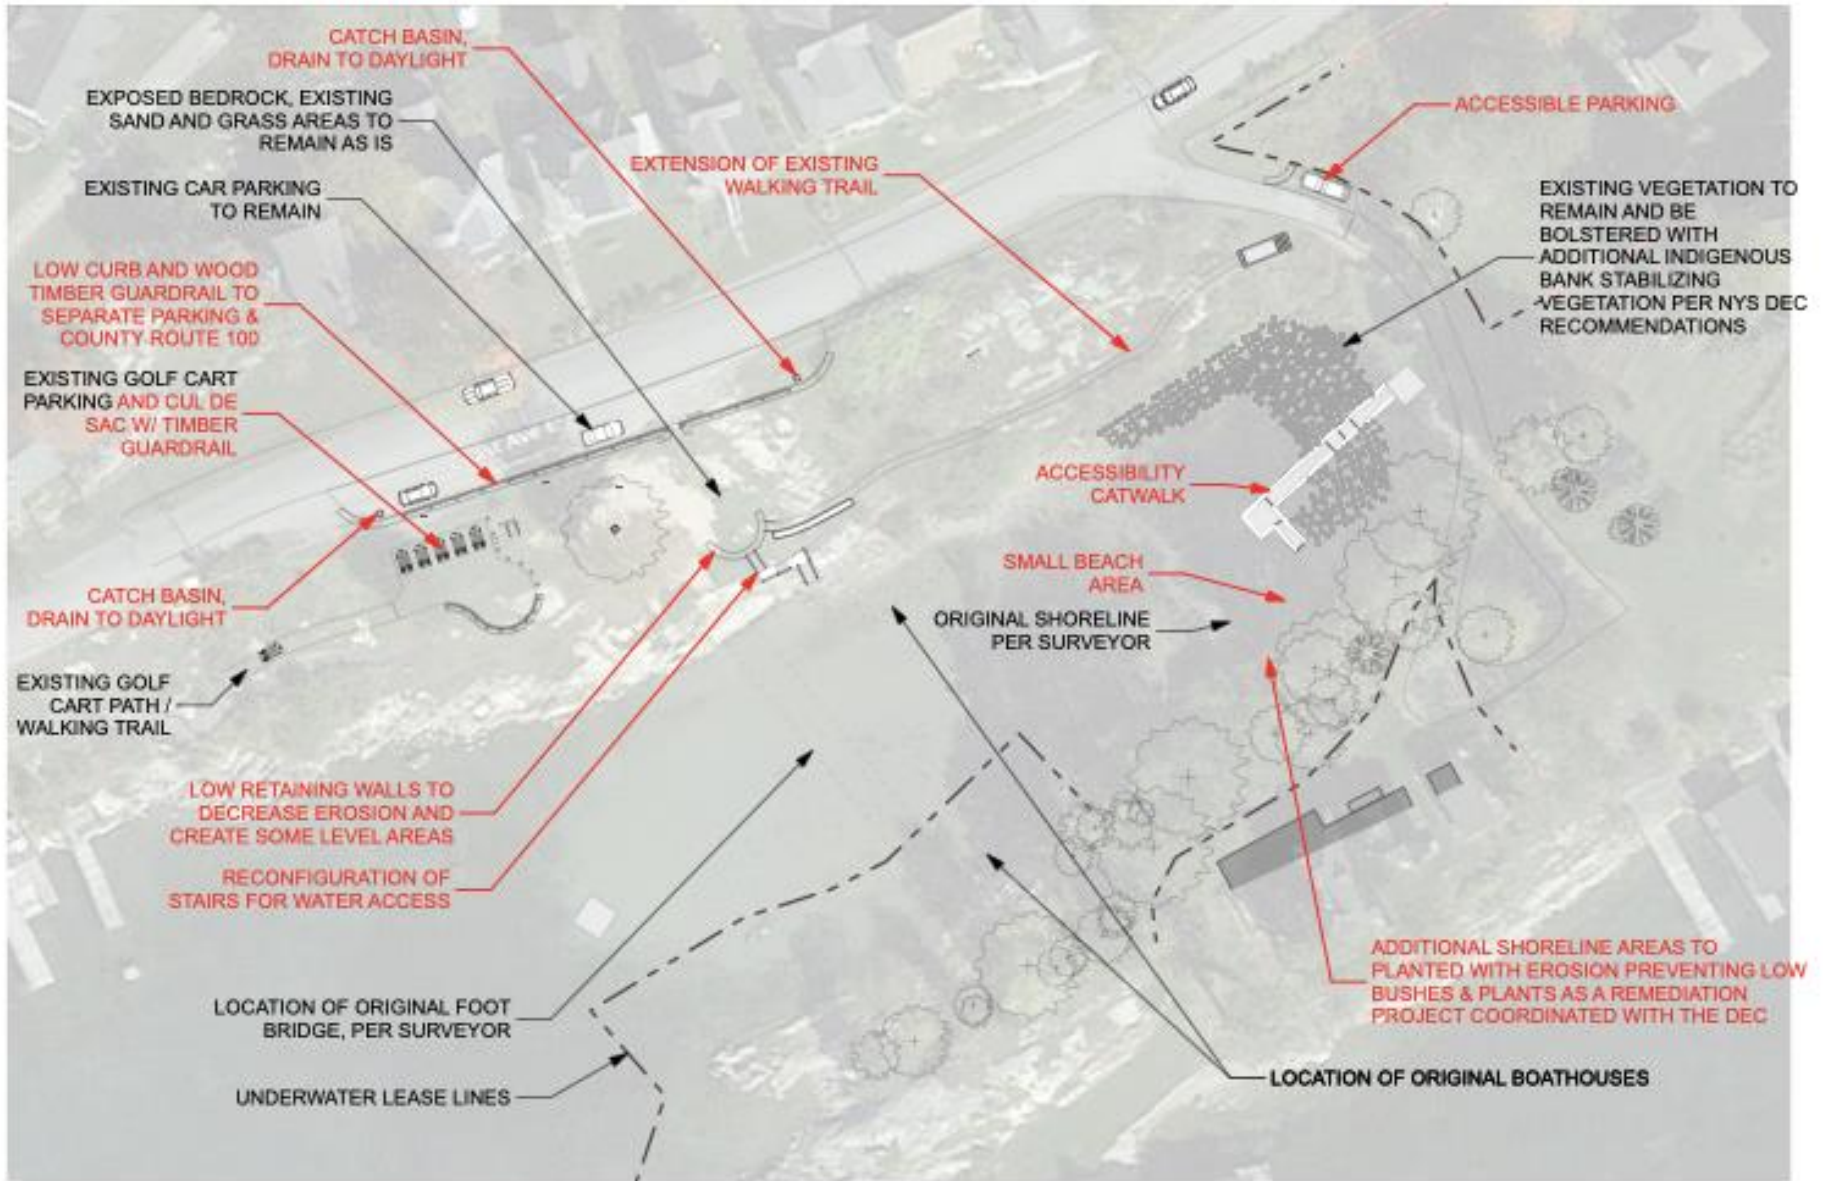 CATCH BASIN,
DRAIN TO DAYLIGHT
EXPOSED BEDROCK, EXISTING
SAND AND GRASS AREAS TO
REMAIN AS IS
EXISTING CAR PARKING
TO REMAIN
LOW CURB AND WOOD
TIMBER GUARDRAIL TO
SEPARATE PARKING &
COUNTY ROUTE 100
EXISTING GOLF CART
PARKING AND CUL DE
SAC W/ TIMBER
GUARDRAIL
CATCH BASIN,
DRAIN TO DAYLIGHT
EXISTING GOLF
CART PATH /
WALKING TRAIL
LOW RETAINING WALLS TO
DECREASE EROSION AND
CREATE SOME LEVEL AREAS
RECONFIGURATION OF
STAIRS FOR WATER ACCESS
LOCATION OF ORIGINAL FOOT
BRIDGE, PER SURVEYOR
UNDERWATER LEASE LINES
EXTENSION OF EXISTING
WALKING TRAIL
ACCESSIBLE PARKING
EXISTING VEGETATION TO
REMAIN AND BE
BOLSTERED WITH
ADDITIONAL INDIGENOUS
BANK STABILIZING
VEGETATION PER NYS DEC
RECOMMENDATIONS
ACCESSIBILITY
CATWALK
SMALL BEACH
AREA
ORIGINAL SHORELINE
PER SURVEYOR
ADDITIONAL SHORELINE AREAS TO
PLANTED WITH EROSION PREVENTING LOW
BUSHES & PLANTS AS A REMEDIATION
PROJECT COORDINATED WITH THE DEC
LOCATION OF ORIGINAL BOATHOUSES